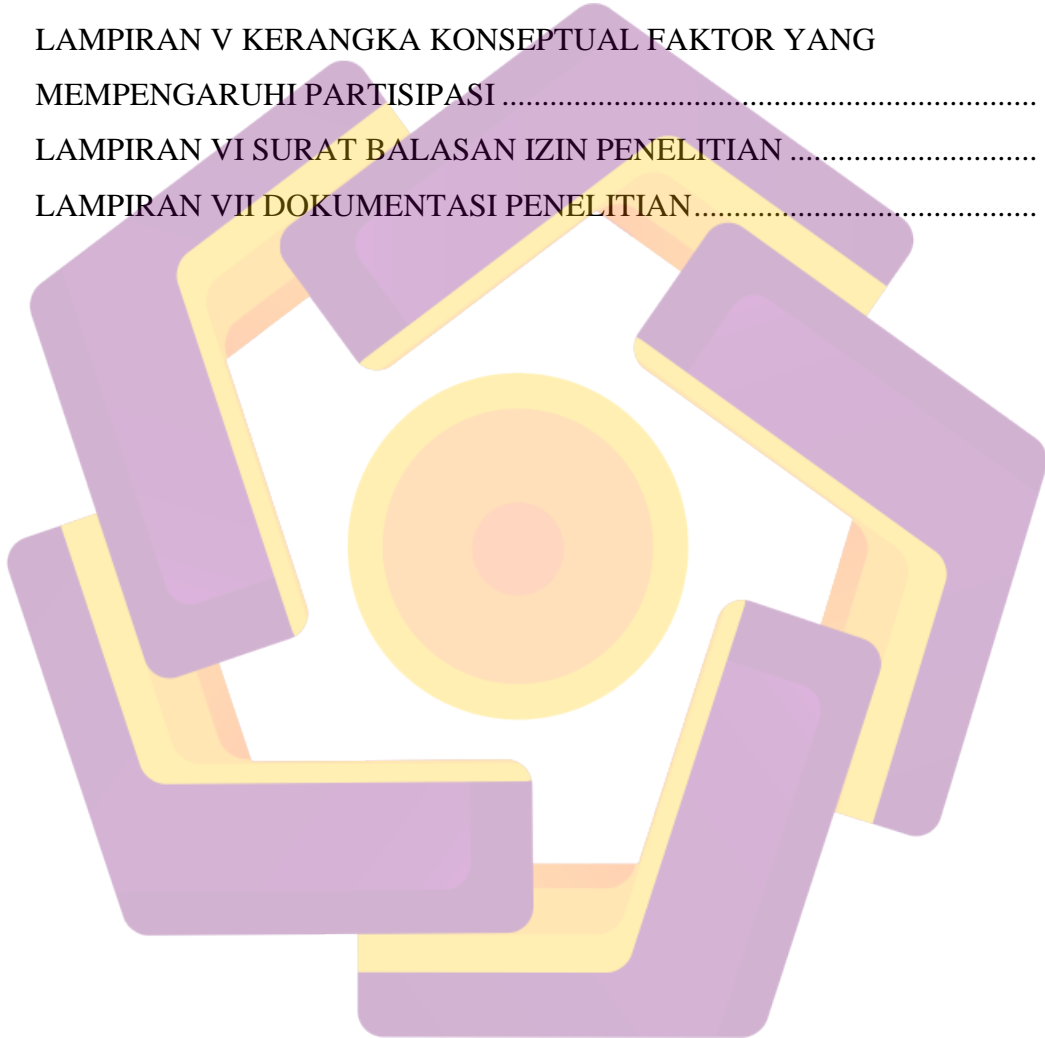 LAMPIRAN V KERANGKA KONSEPTUAL FAKTOR YANG
MEMPENGARUHI PARTISIPASI ....................................................................
LAMPIRAN VI SURAT BALASAN IZIN PENELITIAN ...............................
LAMPIRAN VII DOKUMENTASI PENELITIAN...........................................